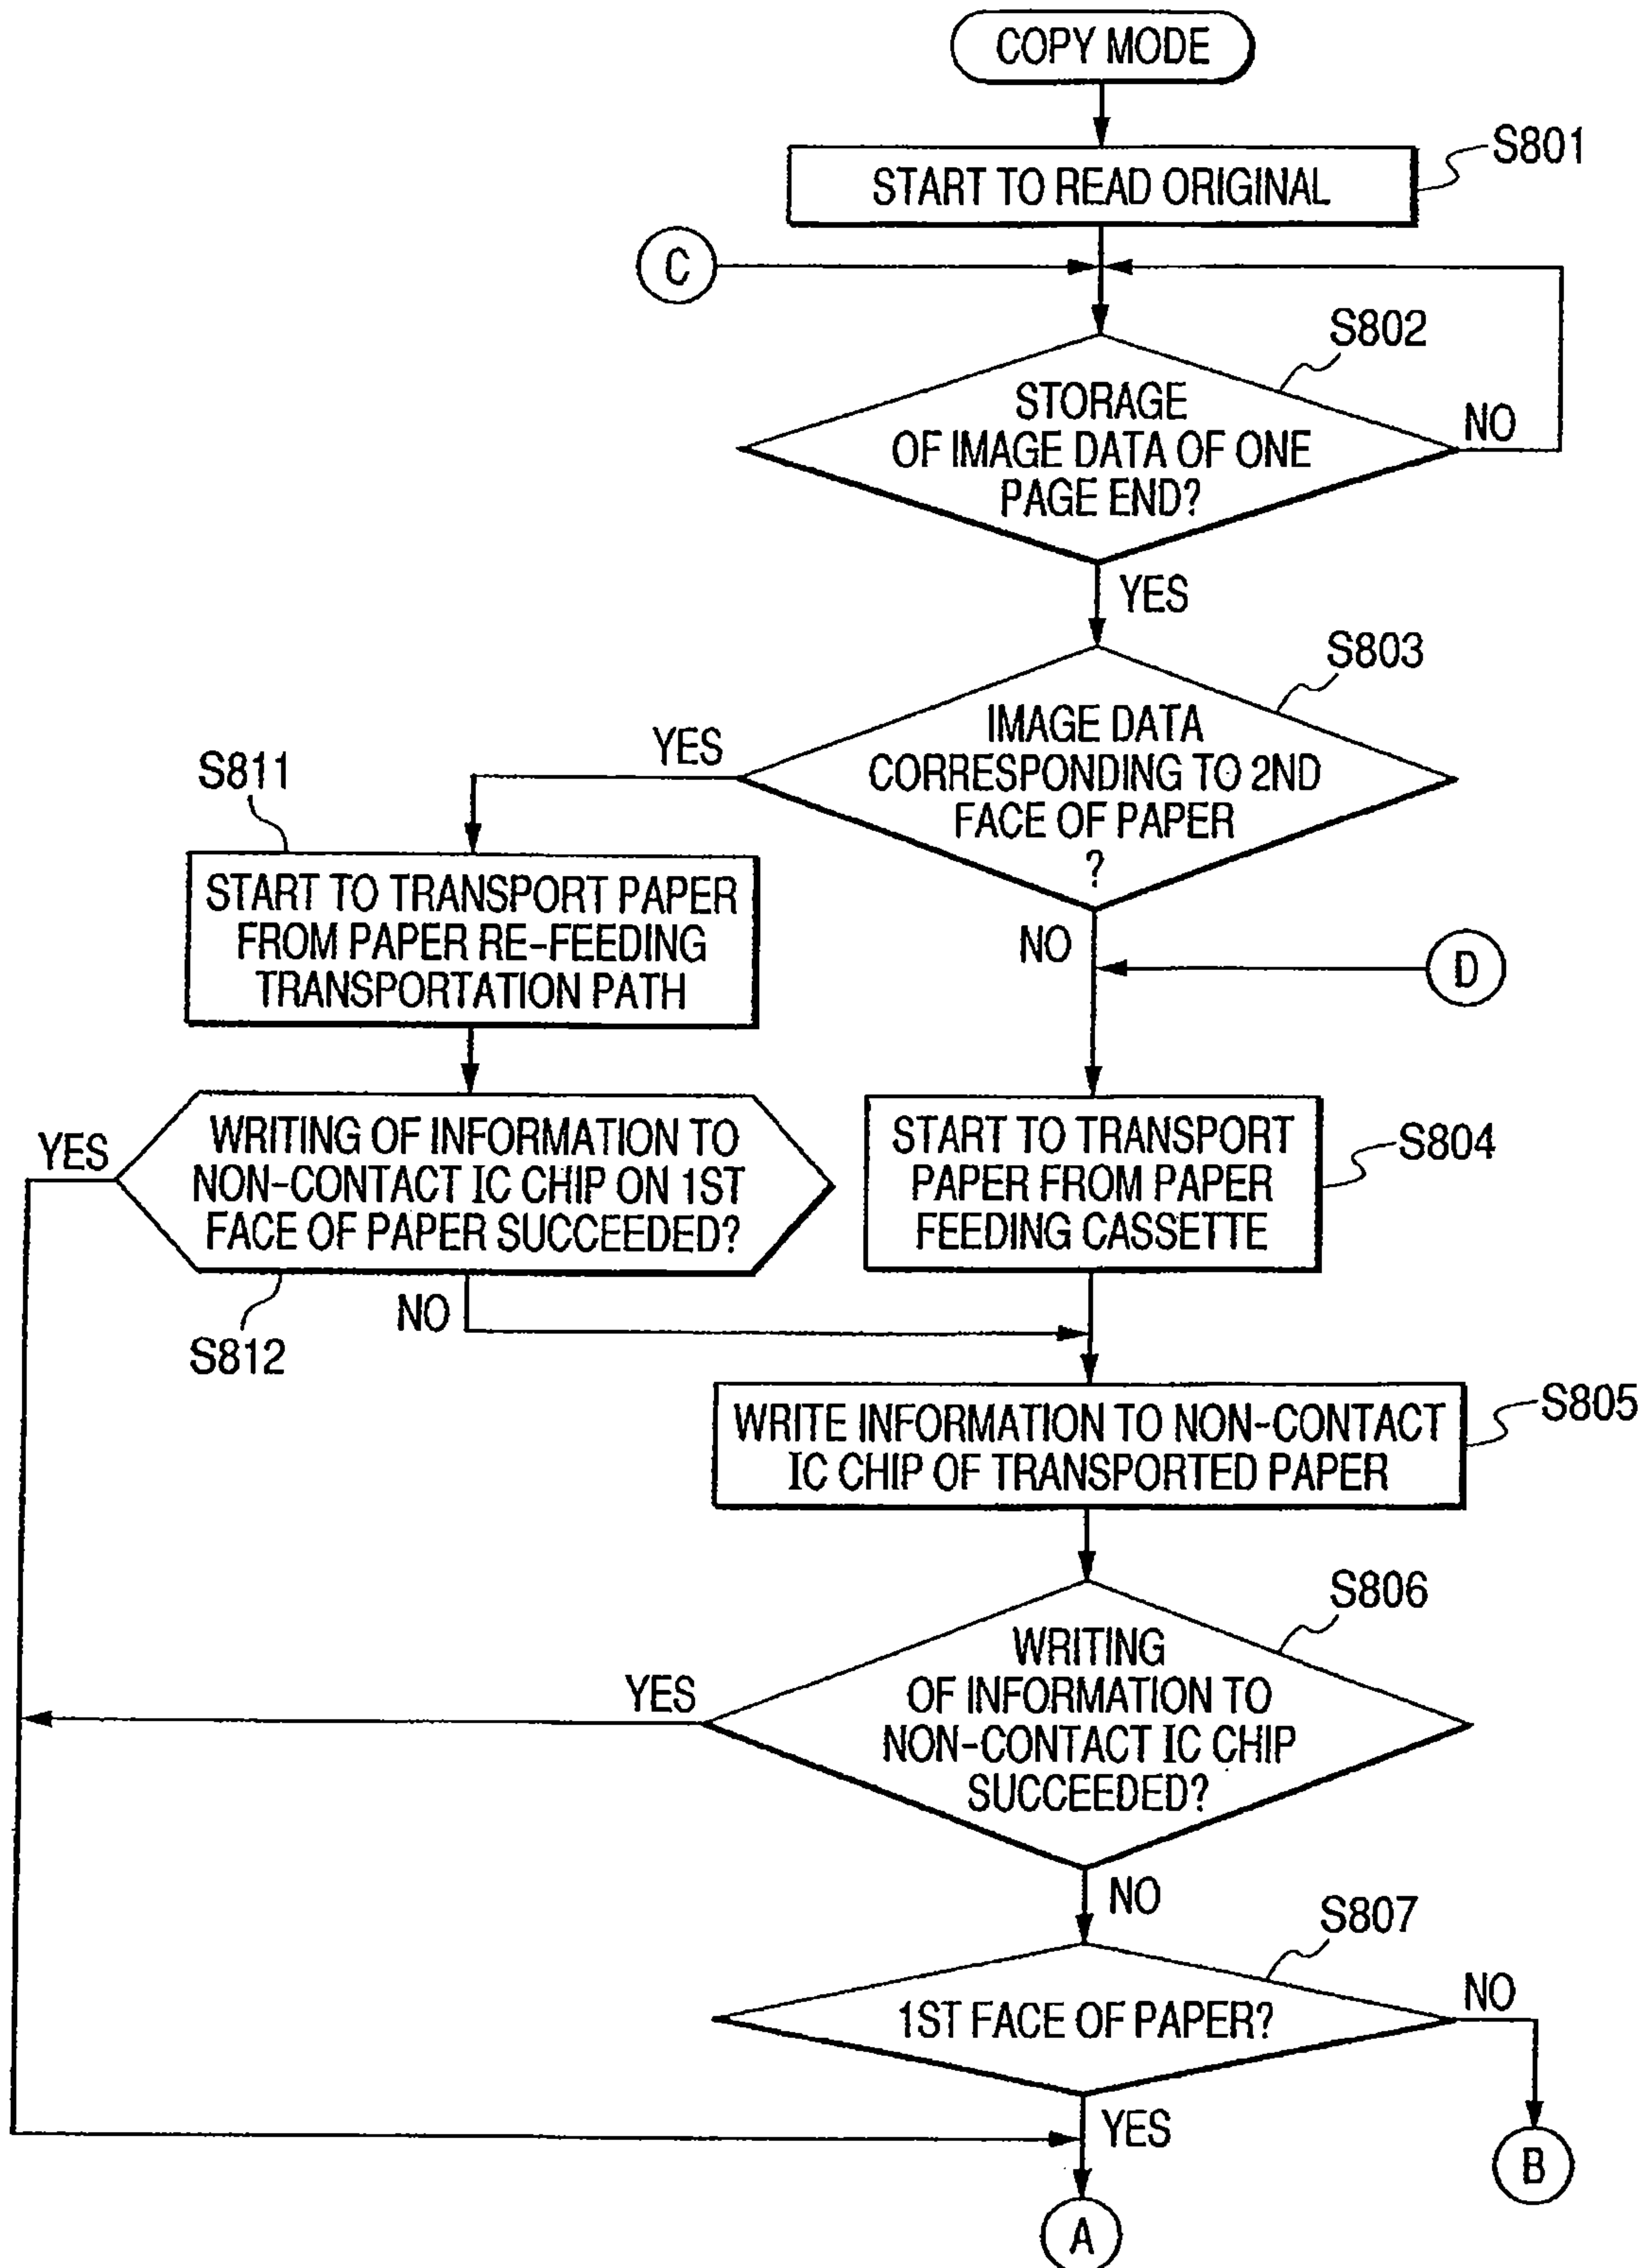 COPY MODE
START TO READ ORIGINAL
S801
C
S802
STORAGE
OF IMAGE DATA OF ONE
PAGE END?
NO
YES
S803
IMAGE DATA
CORRESPONDING TO 2ND
FACE OF PAPER
?
YES
NO
S811
START TO TRANSPORT PAPER
FROM PAPER RE-FEEDING
TRANSPORTATION PATH
D
YES
WRITING OF INFORMATION TO
NON-CONTACT IC CHIP ON 1ST
FACE OF PAPER SUCCEEDED?
NO
S812
START TO TRANSPORT
PAPER FROM PAPER
FEEDING CASSETTE
S804
WRITE INFORMATION TO NON-CONTACT
IC CHIP OF TRANSPORTED PAPER
S805
S806
WRITING
OF INFORMATION TO
NON-CONTACT IC CHIP
SUCCEEDED?
YES
NO
S807
1ST FACE OF PAPER?
NO
YES
B
A